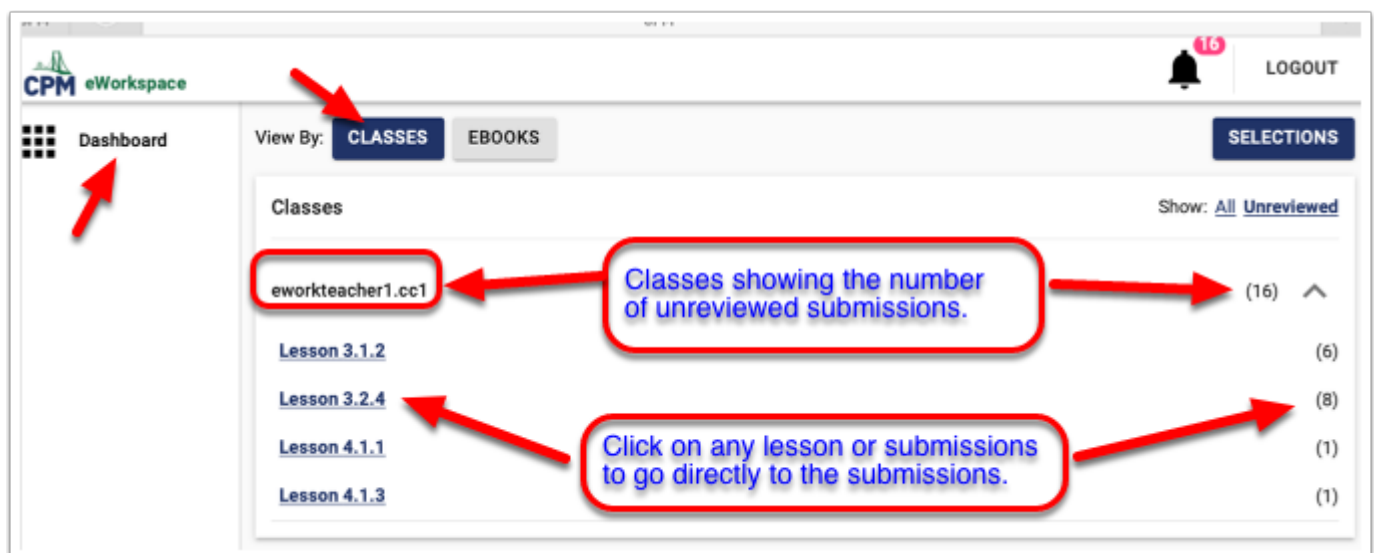 16
CPM eWorkspace
LOGOUT
Dashboard
View By: CLASSES EBOOKS
SELECTIONS
Classes
Show: All Unreviewed
eworkteacher1.cc1
Classes showing the number
of unreviewed submissions.
(16)
Lesson 3.1.2
(6)
Lesson 3.2.4
(8)
Click on any lesson or submissions
to go directly to the submissions.
Lesson 4.1.1
(1)
Lesson 4.1.3
(1)